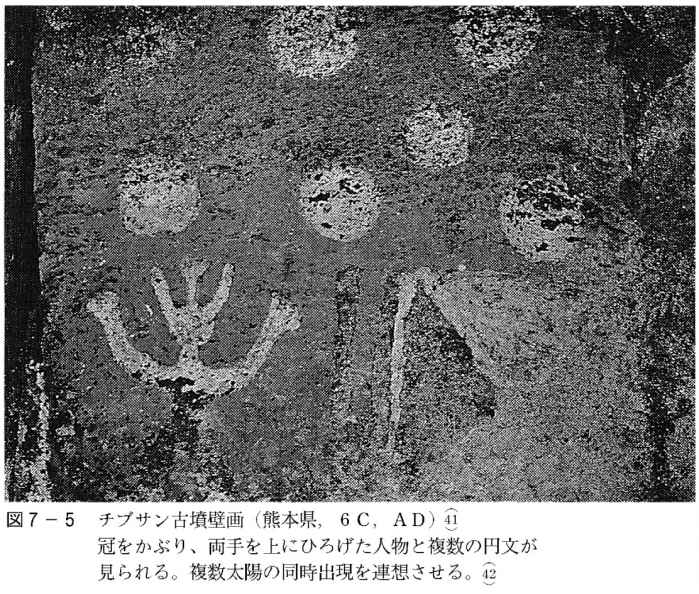 図7－5 チブサン古墳壁画（熊本県，6C，AD）(41)
冠をかぶり、両手を上にひろげた人物と複数の円文が
見られる。複数太陽の同時出現を連想させる。(42)